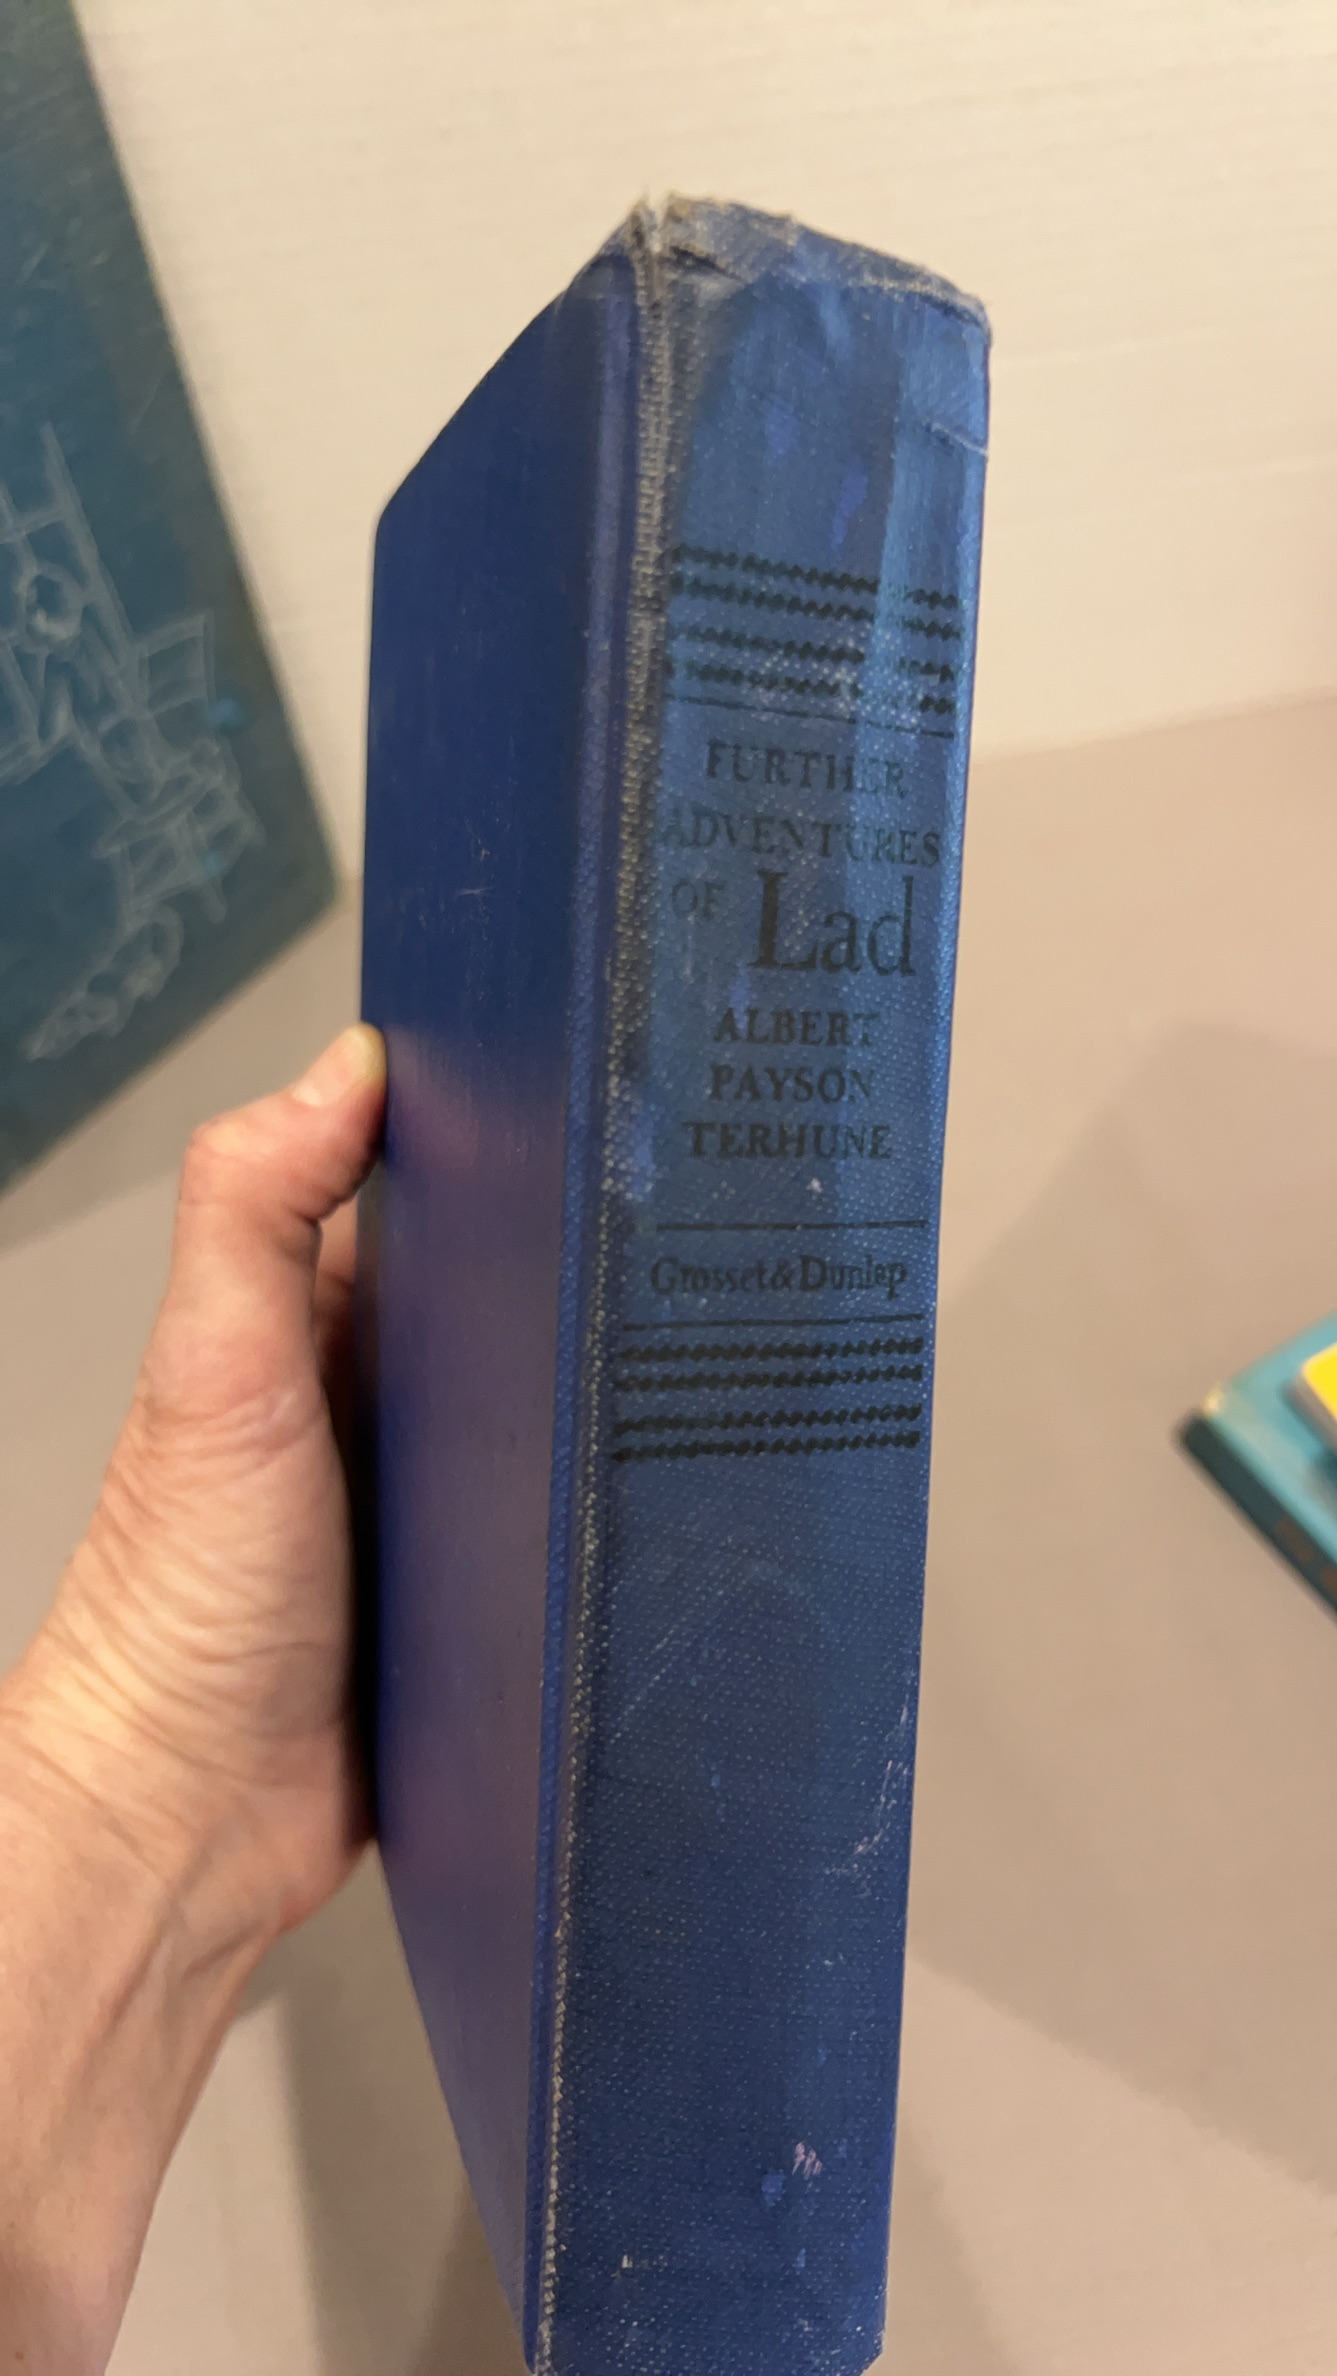 FURTHER
ADVENTURES
OF Lad
ALBERT
PAYSON
TERHUNE
Grosset&Dunlap